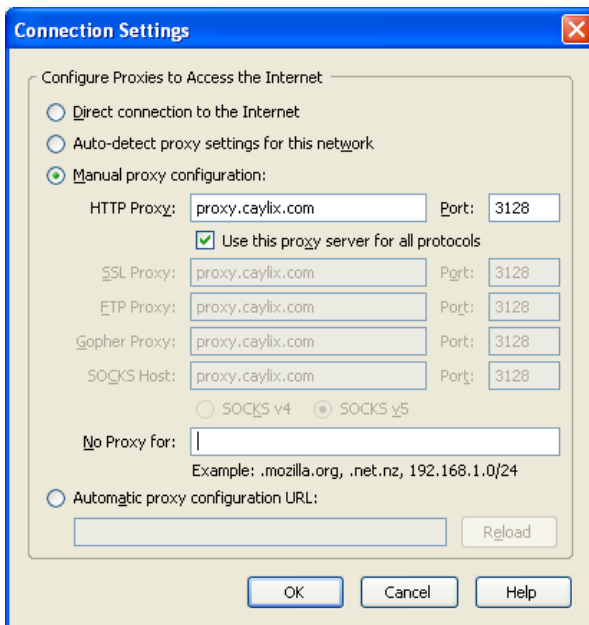 Connection Settings
Configure Proxies to Access the Internet
Direct connection to the Internet
Auto-detect proxy settings for this network
Manual proxy configuration:
HTTP Proxy: proxy.caylix.com Port: 3128
Use this proxy server for all protocols
SSL Proxy: proxy.caylix.com Port: 3128
FTP Proxy: proxy.caylix.com Port: 3128
Gopher Proxy: proxy.caylix.com Port: 3128
SOCKS Host: proxy.caylix.com Port: 3128
SOCKS v4 SOCKS v5
No Proxy for:
Example: .mozilla.org, .net.nz, 192.168.1.0/24
Automatic proxy configuration URL:
Reload
OK Cancel Help